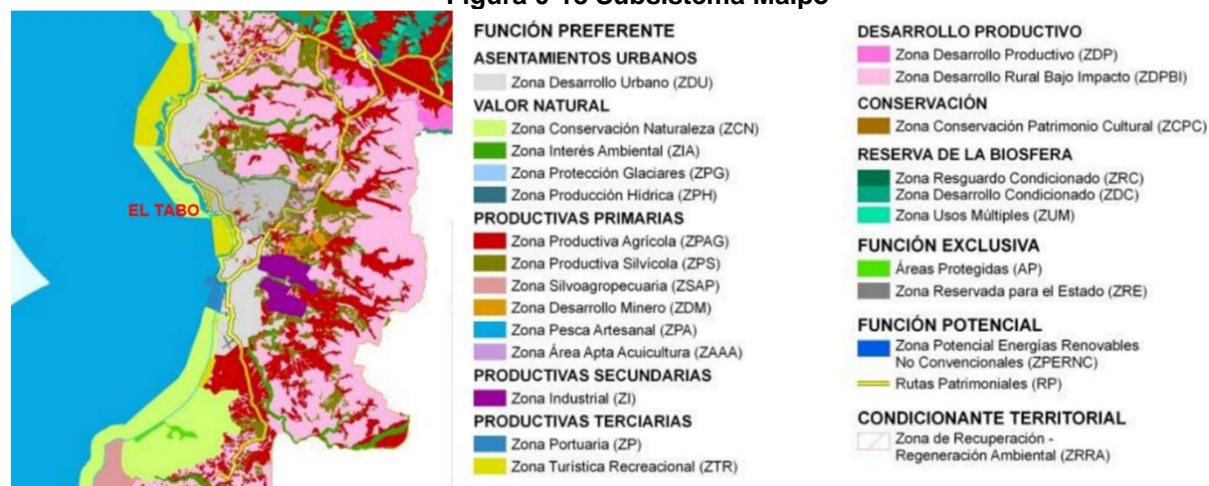 Figura 6-18 Subsistema Maipo
EL TABO
FUNCIÓN PREFERENTE
ASENTAMIENTOS URBANOS
Zona Desarrollo Urbano (ZDU)
VALOR NATURAL
Zona Conservación Naturaleza (ZCN)
Zona Interés Ambiental (ZIA)
Zona Protección Glaciares (ZPG)
Zona Producción Hídrica (ZPH)
PRODUCTIVAS PRIMARIAS
Zona Productiva Agrícola (ZPAG)
Zona Productiva Silvícola (ZPS)
Zona Silvoagropecuaria (ZSAP)
Zona Desarrollo Minero (ZDM)
Zona Pesca Artesanal (ZPA)
Zona Área Apta Acuicultura (ZAAA)
PRODUCTIVAS SECUNDARIAS
Zona Industrial (ZI)
PRODUCTIVAS TERCIARIAS
Zona Portuaria (ZP)
Zona Turística Recreacional (ZTR)
DESARROLLO PRODUCTIVO
Zona Desarrollo Productivo (ZDP)
Zona Desarrollo Rural Bajo Impacto (ZDPBI)
CONSERVACIÓN
Zona Conservación Patrimonio Cultural (ZCPC)
RESERVA DE LA BIOSFERA
Zona Resguardo Condicionado (ZRC)
Zona Desarrollo Condicionado (ZDC)
Zona Usos Múltiples (ZUM)
FUNCIÓN EXCLUSIVA
Áreas Protegidas (AP)
Zona Reservada para el Estado (ZRE)
FUNCIÓN POTENCIAL
Zona Potencial Energías Renovables
No Convencionales (ZPERNC)
Rutas Patrimoniales (RP)
CONDICIONANTE TERRITORIAL
Zona de Recuperación -
Regeneración Ambiental (ZRRA)